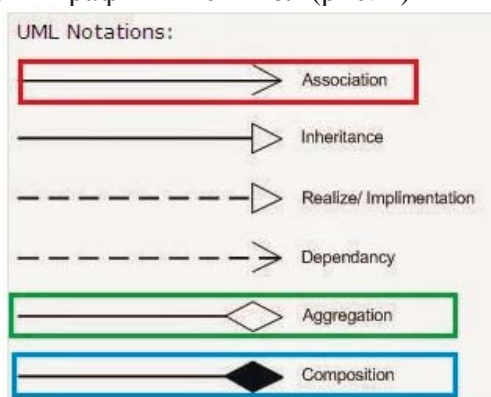 UML Notations:
Association
Inheritance
Realize/ Implimentation
Dependancy
Aggregation
Composition